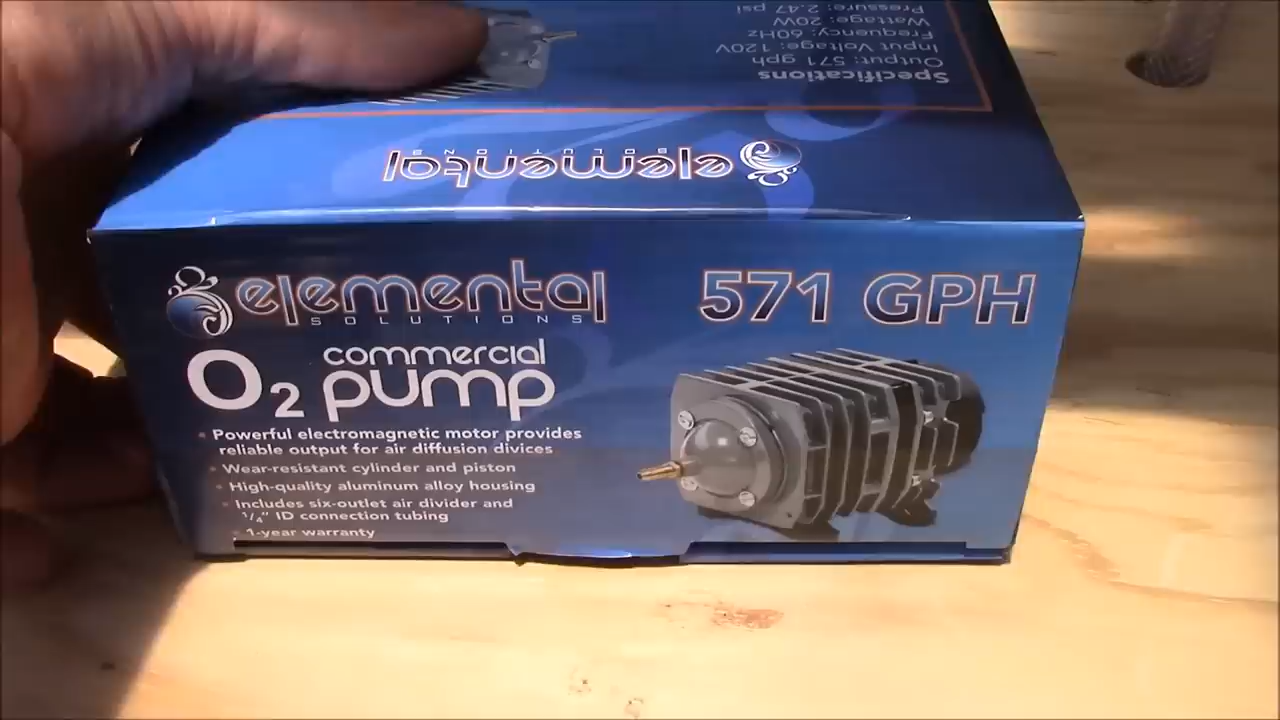 Specifications
Output: 571 gph
Input Voltage: 120V
Frequency: 60Hz
Wattage: 20W
Pressure: 2.47 psi
elemental
SOLUTIONS
elemental
SOLUTIONS
571 GPH
O2 commercial pump
• Powerful electromagnetic motor provides
reliable output for air diffusion divices
• Wear-resistant cylinder and piston
• High-quality aluminum alloy housing
• Includes six-outlet air divider and
1/4" ID connection tubing
• 1-year warranty